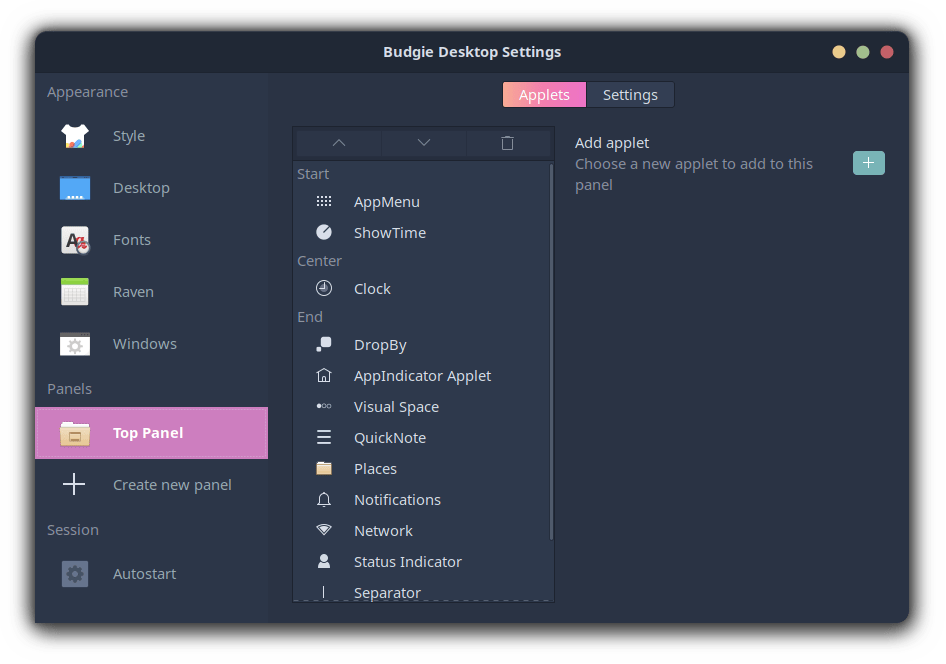 Budgie Desktop Settings
Appearance
Style
Desktop
Fonts
Raven
Windows
Panels
Top Panel
Create new panel
Session
Autostart
Applets
Settings
Start
AppMenu
ShowTime
Center
Clock
End
DropBy
AppIndicator Applet
Visual Space
QuickNote
Places
Notifications
Network
Status Indicator
Separator
Add applet
Choose a new applet to add to this
panel